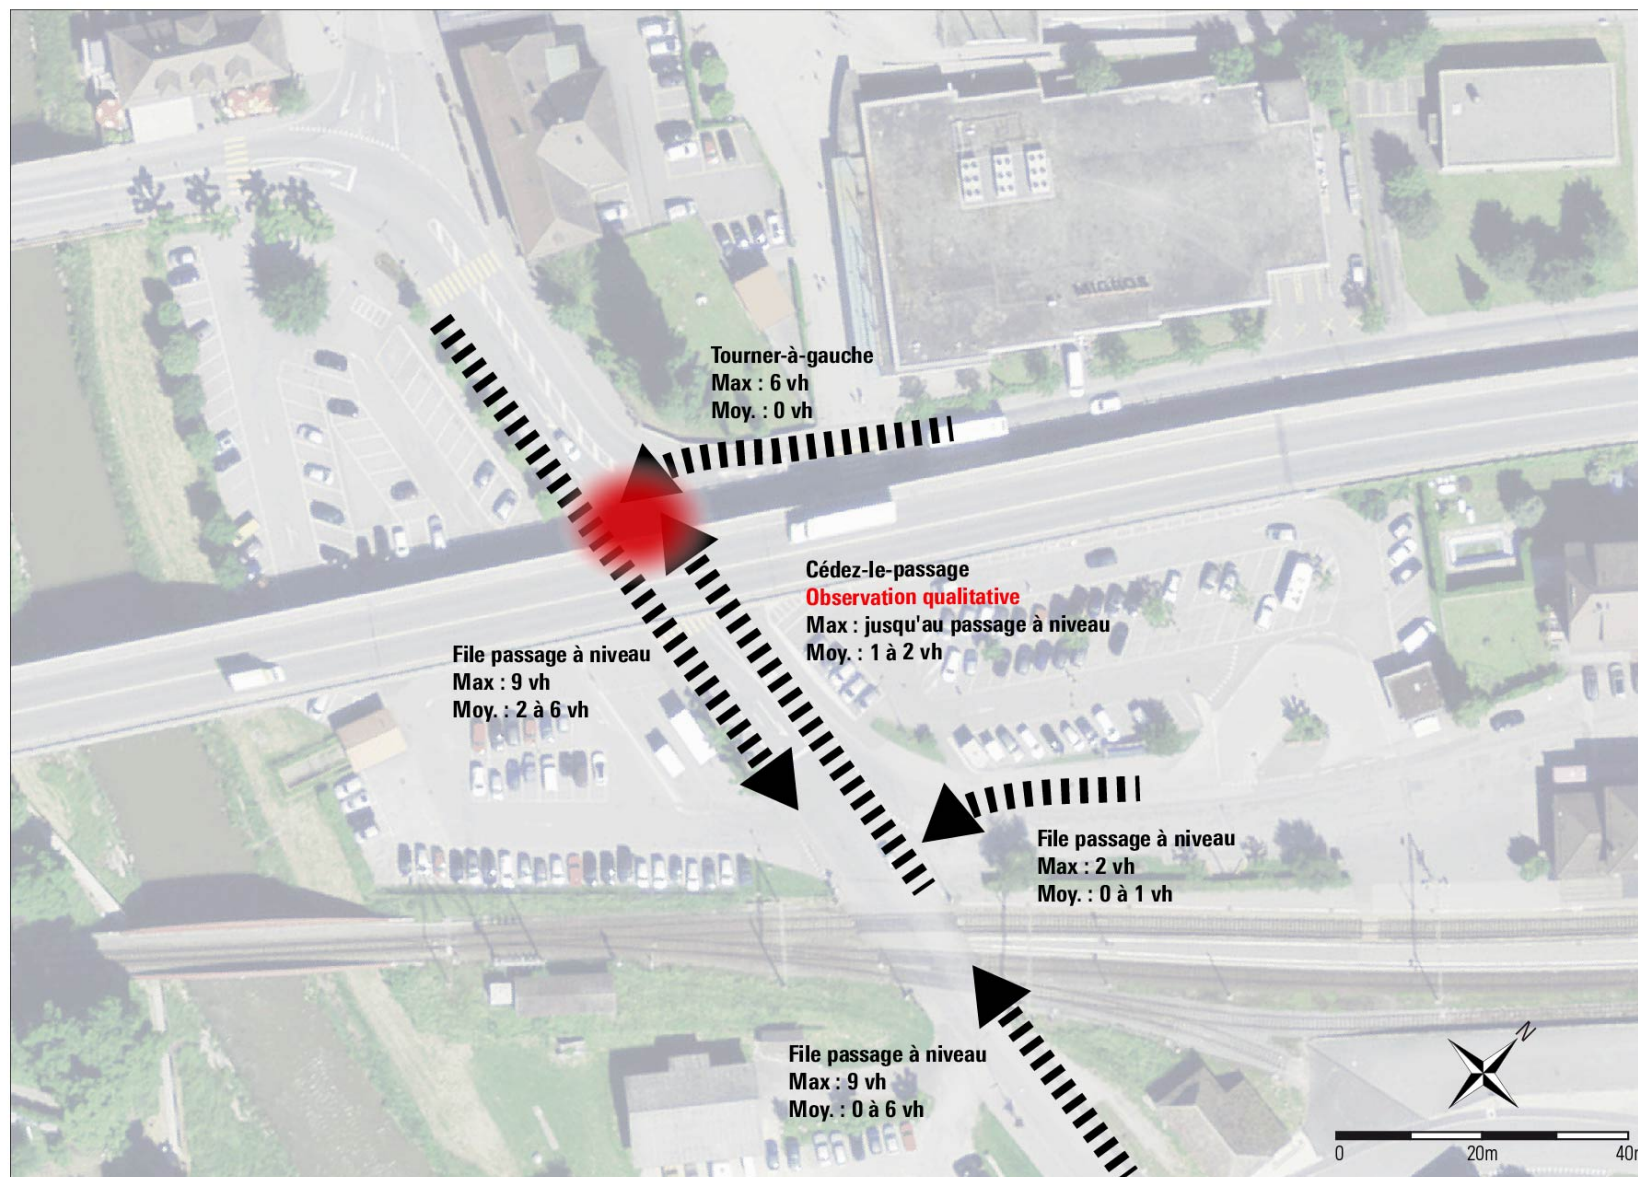 MIGROS
Tourner-à-gauche
Max : 6 vh
Moy. : 0 vh
Cédez-le-passage
Observation qualitative
Max : jusqu'au passage à niveau
Moy. : 1 à 2 vh
File passage à niveau
Max : 9 vh
Moy. : 2 à 6 vh
File passage à niveau
Max : 2 vh
Moy. : 0 à 1 vh
File passage à niveau
Max : 9 vh
Moy. : 0 à 6 vh
N
0 20m 40m